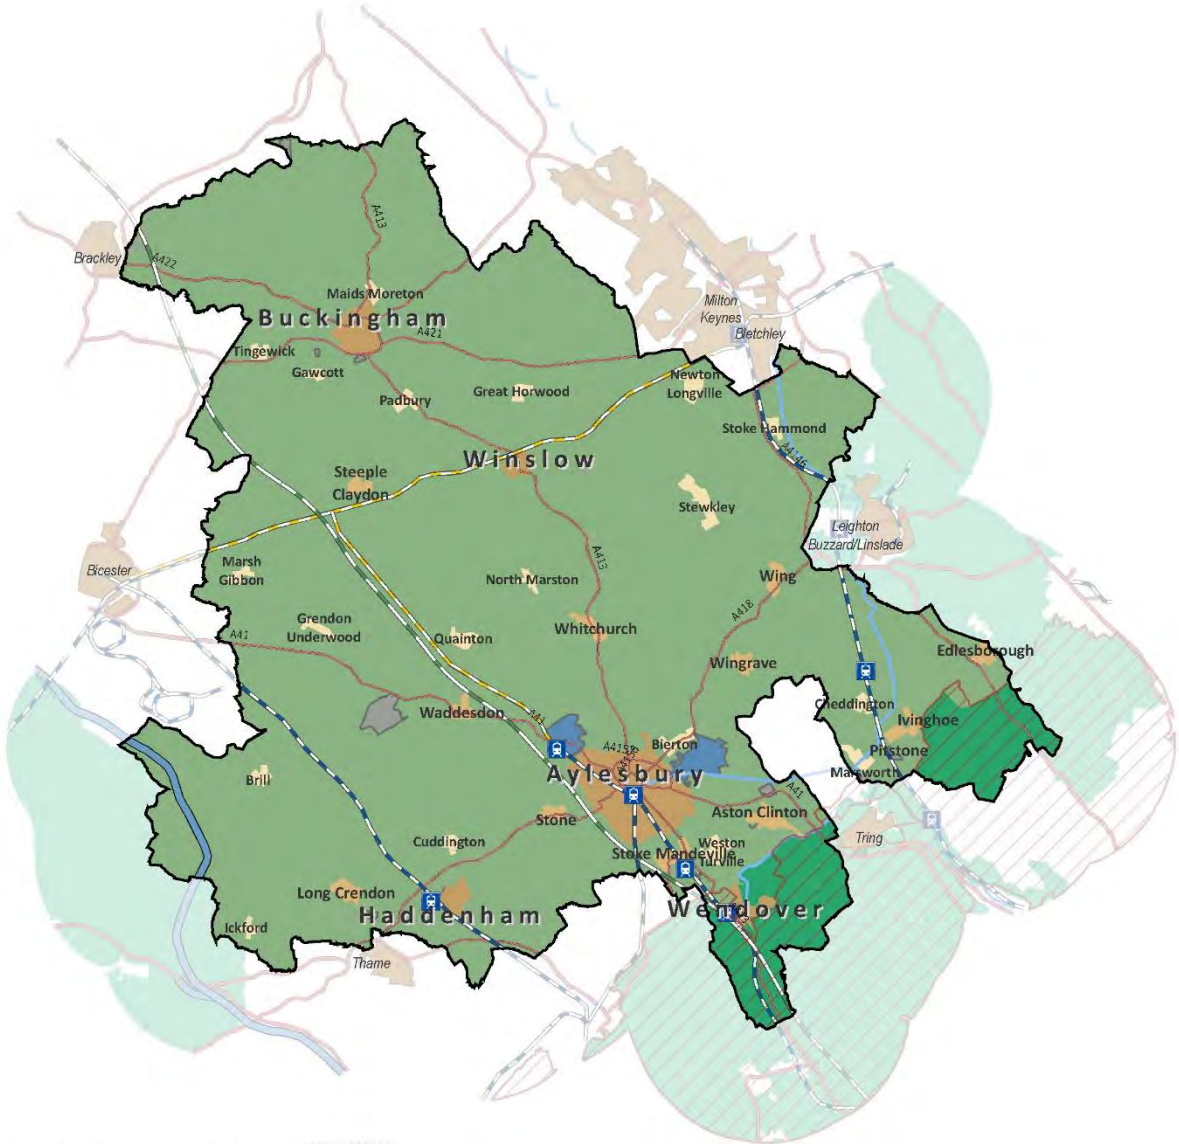 A413
Brackley
A422
Maids Moreton
Buckingham
Milton
Keynes
Bletchley
A421
Tingewick
Gawcott
Padbury
Great Horwood
Newton
Longville
Stoke Hammond
A4146
Winslow
Steeple
Claydon
Stewkley
Leighton
Buzzard/Linslade
Bicester
Marsh
Gibbon
A413
North Marston
Wing
A418
Grendon
Underwood
A41
Quainton
Whitchurch
Wingrave
Edlesborough
Cheddington
Ivinghoe
Waddesdon
A41
Bierton
Pitstone
Marsworth
Aylesbury
Brill
A41
Stone
Aston Clinton
Tring
Cuddington
Weston
Turville
Stoke Mandeville
Long Crendon
Haddenham
Wendover
Ickford
Thame